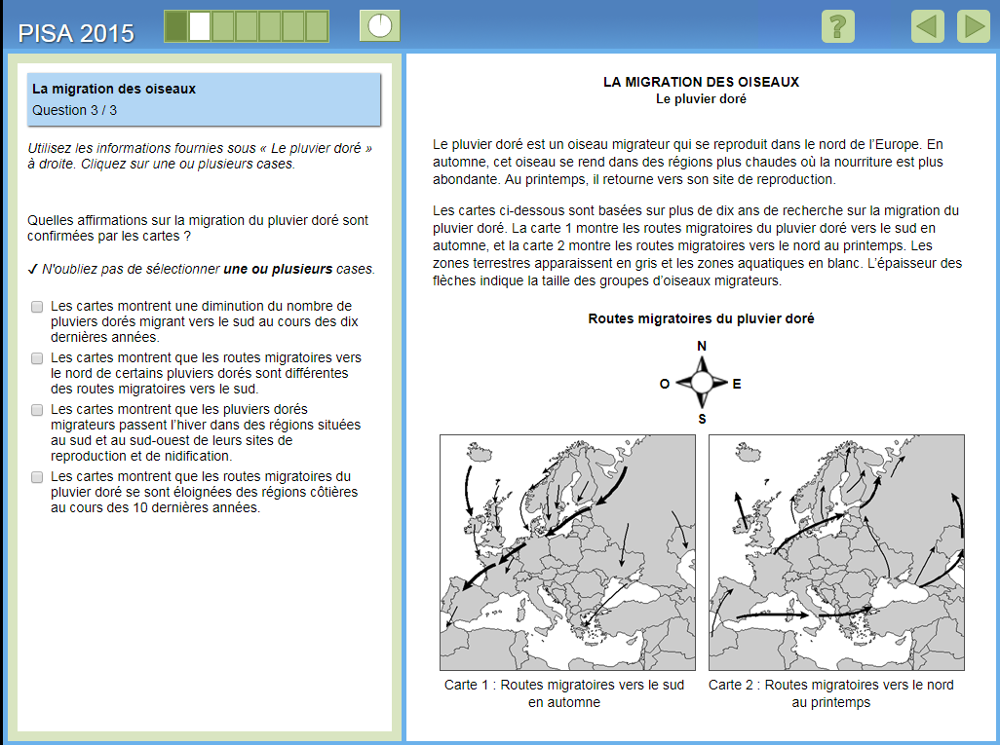 PISA 2015
?
La migration des oiseaux
Question 3 / 3
Utilisez les informations fournies sous « Le pluvier doré »
à droite. Cliquez sur une ou plusieurs cases.
Quelles affirmations sur la migration du pluvier doré sont
confirmées par les cartes ?
✓ N'oubliez pas de sélectionner une ou plusieurs cases.
Les cartes montrent une diminution du nombre de
pluviers dorés migrant vers le sud au cours des dix
dernières années.
Les cartes montrent que les routes migratoires vers
le nord de certains pluviers dorés sont différentes
des routes migratoires vers le sud.
Les cartes montrent que les pluviers dorés
migrateurs passent l'hiver dans des régions situées
au sud et au sud-ouest de leurs sites de
reproduction et de nidification.
Les cartes montrent que les routes migratoires du
pluvier doré se sont éloignées des régions côtières
au cours des 10 dernières années.
LA MIGRATION DES OISEAUX
Le pluvier doré
Le pluvier doré est un oiseau migrateur qui se reproduit dans le nord de l'Europe. En
automne, cet oiseau se rend dans des régions plus chaudes où la nourriture est plus
abondante. Au printemps, il retourne vers son site de reproduction.
Les cartes ci-dessous sont basées sur plus de dix ans de recherche sur la migration du
pluvier doré. La carte 1 montre les routes migratoires du pluvier doré vers le sud en
automne, et la carte 2 montre les routes migratoires vers le nord au printemps. Les
zones terrestres apparaissent en gris et les zones aquatiques en blanc. L'épaisseur des
flèches indique la taille des groupes d'oiseaux migrateurs.
Routes migratoires du pluvier doré
N
O E
S
Carte 1 : Routes migratoires vers le sud
en automne
Carte 2 : Routes migratoires vers le nord
au printemps